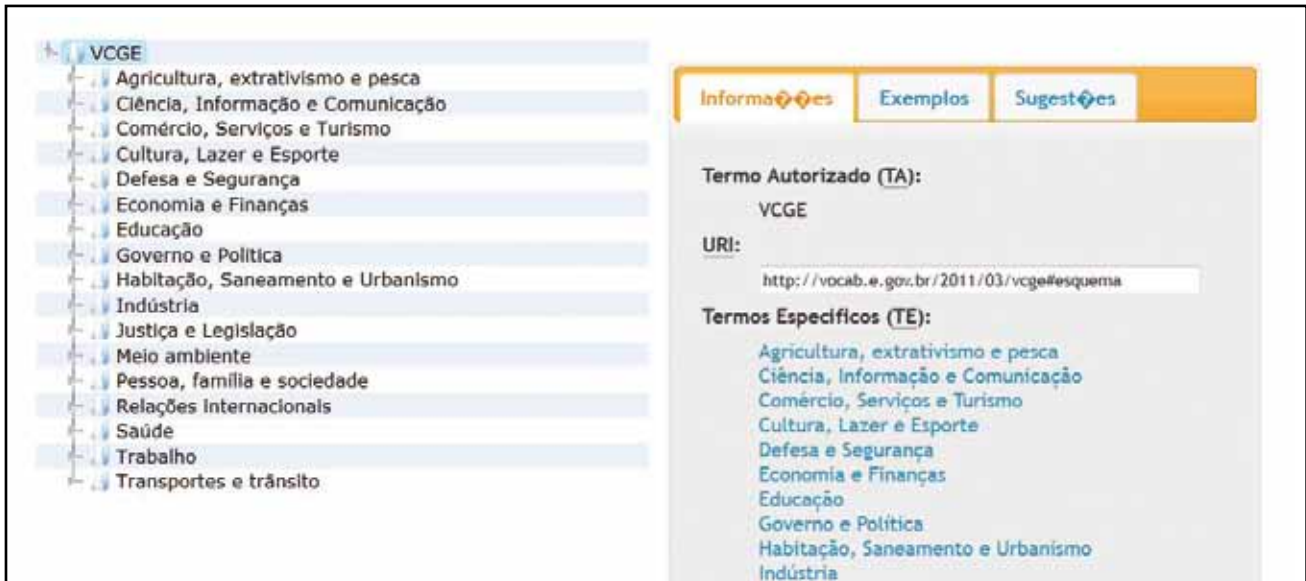 VCGE
Agricultura, extrativismo e pesca
Ciência, Informação e Comunicação
Comércio, Serviços e Turismo
Cultura, Lazer e Esporte
Defesa e Segurança
Economia e Finanças
Educação
Governo e Política
Habitação, Saneamento e Urbanismo
Indústria
Justiça e Legislação
Meio ambiente
Pessoa, família e sociedade
Relações Internacionais
Saúde
Trabalho
Transportes e trânsito
Informa��es Exemplos Sugest�es
Termo Autorizado (TA):
VCGE
URI:
http://vocab.e.gov.br/2011/03/vcge#esquema
Termos Específicos (TE):
Agricultura, extrativismo e pesca
Ciência, Informação e Comunicação
Comércio, Serviços e Turismo
Cultura, Lazer e Esporte
Defesa e Segurança
Economia e Finanças
Educação
Governo e Política
Habitação, Saneamento e Urbanismo
Indústria